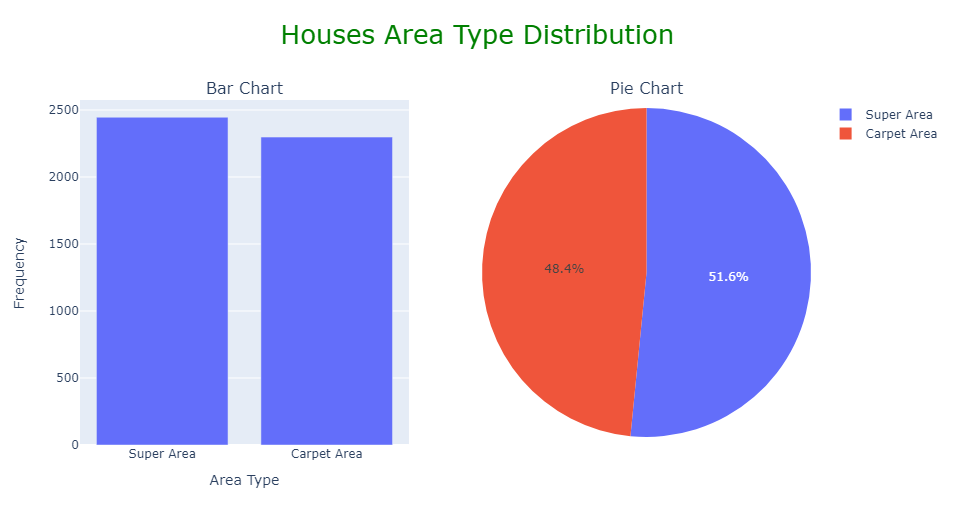 Houses Area Type Distribution
Bar Chart
2500
2000
1500
1000
500
0
Frequency
Super Area
Carpet Area
Area Type
Pie Chart
48.4%
51.6%
Super Area
Carpet Area